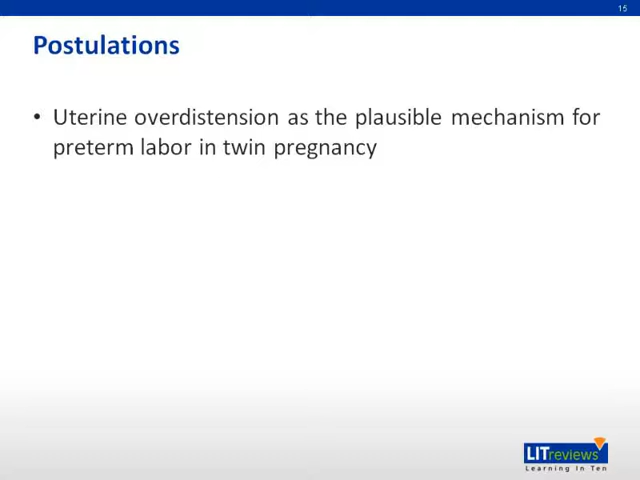 15
Postulations
• Uterine overdistension as the plausible mechanism for
preterm labor in twin pregnancy
LITreviews
Learning In Ten